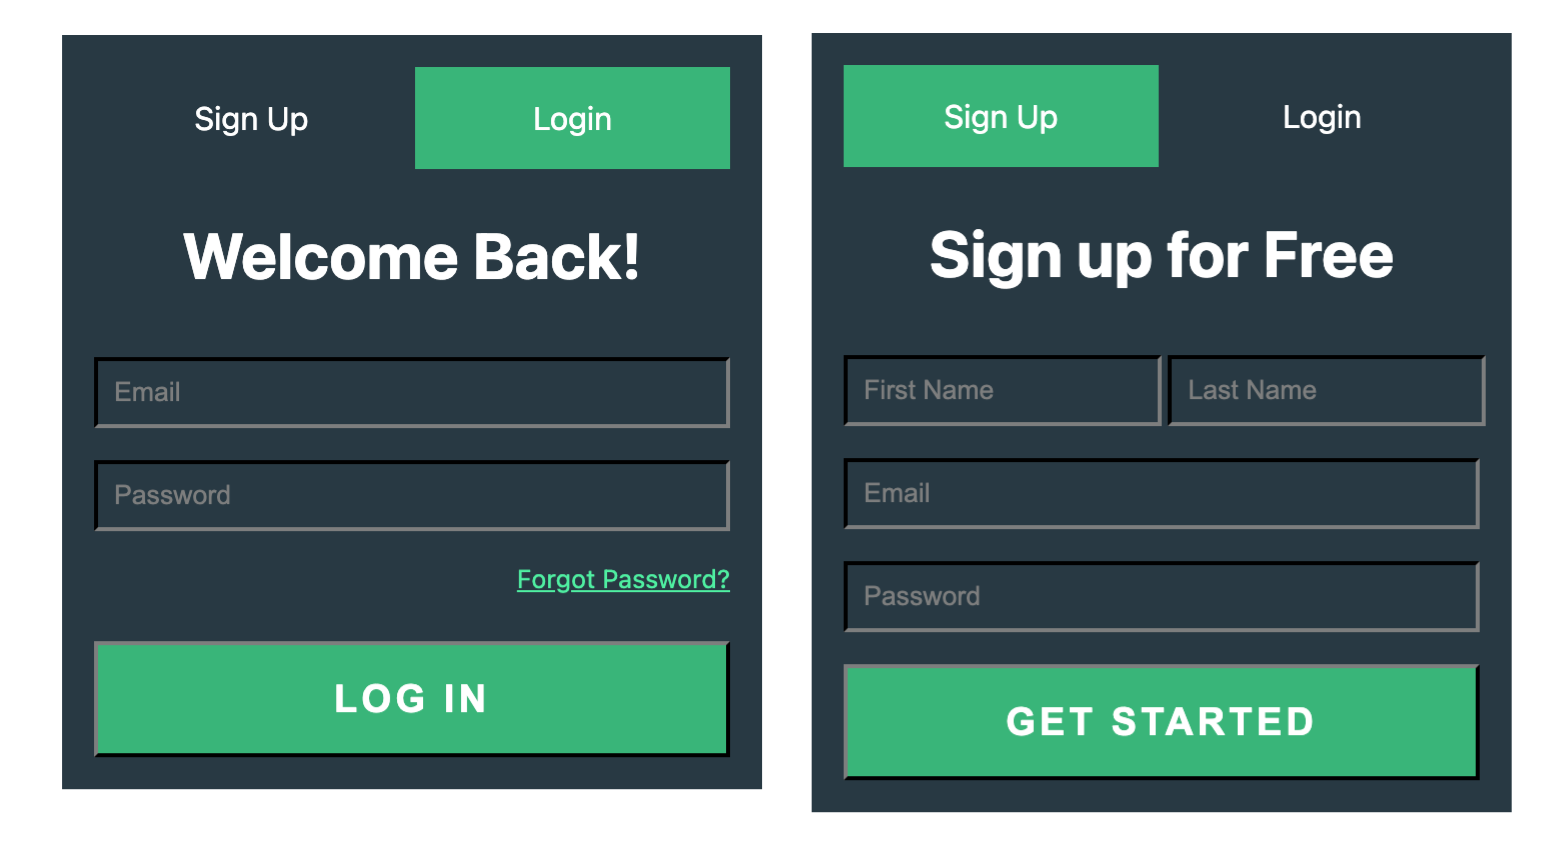 Sign Up Login
Welcome Back!
Email
Password
Forgot Password?
LOG IN
Sign Up Login
Sign up for Free
First Name Last Name
Email
Password
GET STARTED